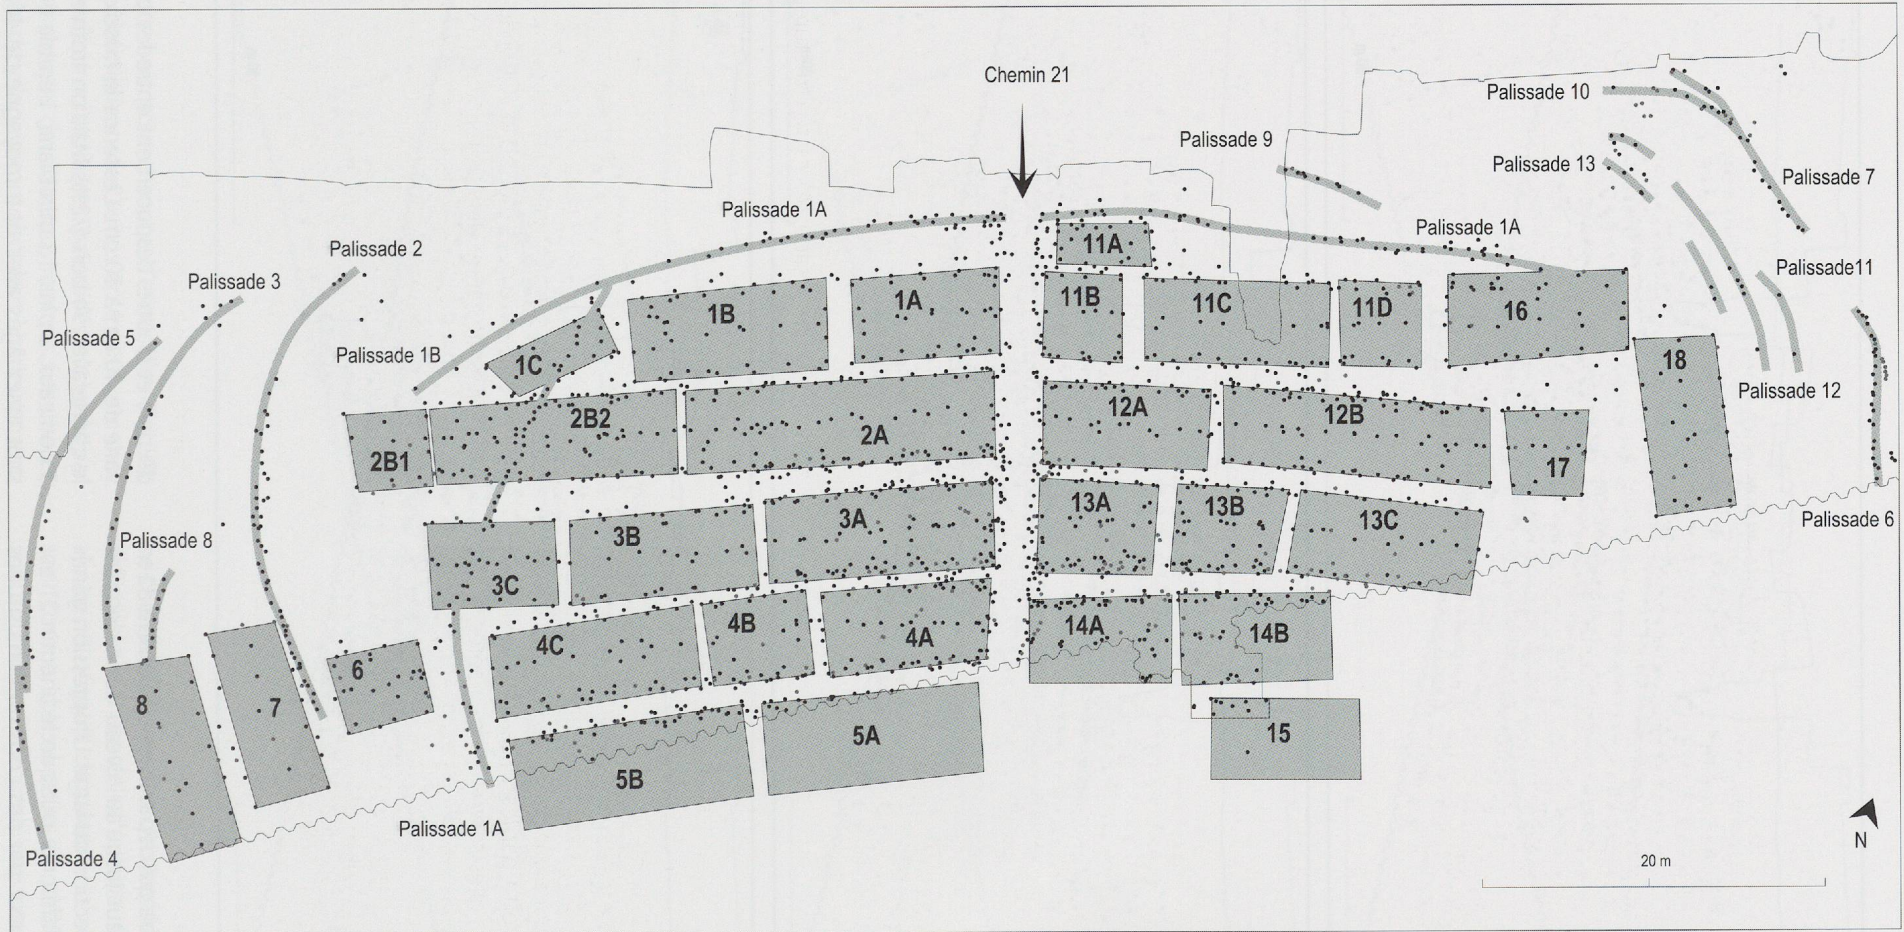 Chemin 21
Palissade 10
Palissade 9
Palissade 13
Palissade 7
Palissade 1A
Palissade 1A
Palissade 2
11A
Palissade 3
Palissade11
1A
11B
11C
11D
16
1B
Palissade 5
Palissade 1B
1C
18
Palissade 12
12A
12B
2B2
2A
2B1
17
13A
13B
3A
13C
Palissade 6
3B
Palissade 8
3C
4B
14A
14B
4A
4C
6
8
7
15
5A
5B
Palissade 1A
N
Palissade 4
20 m